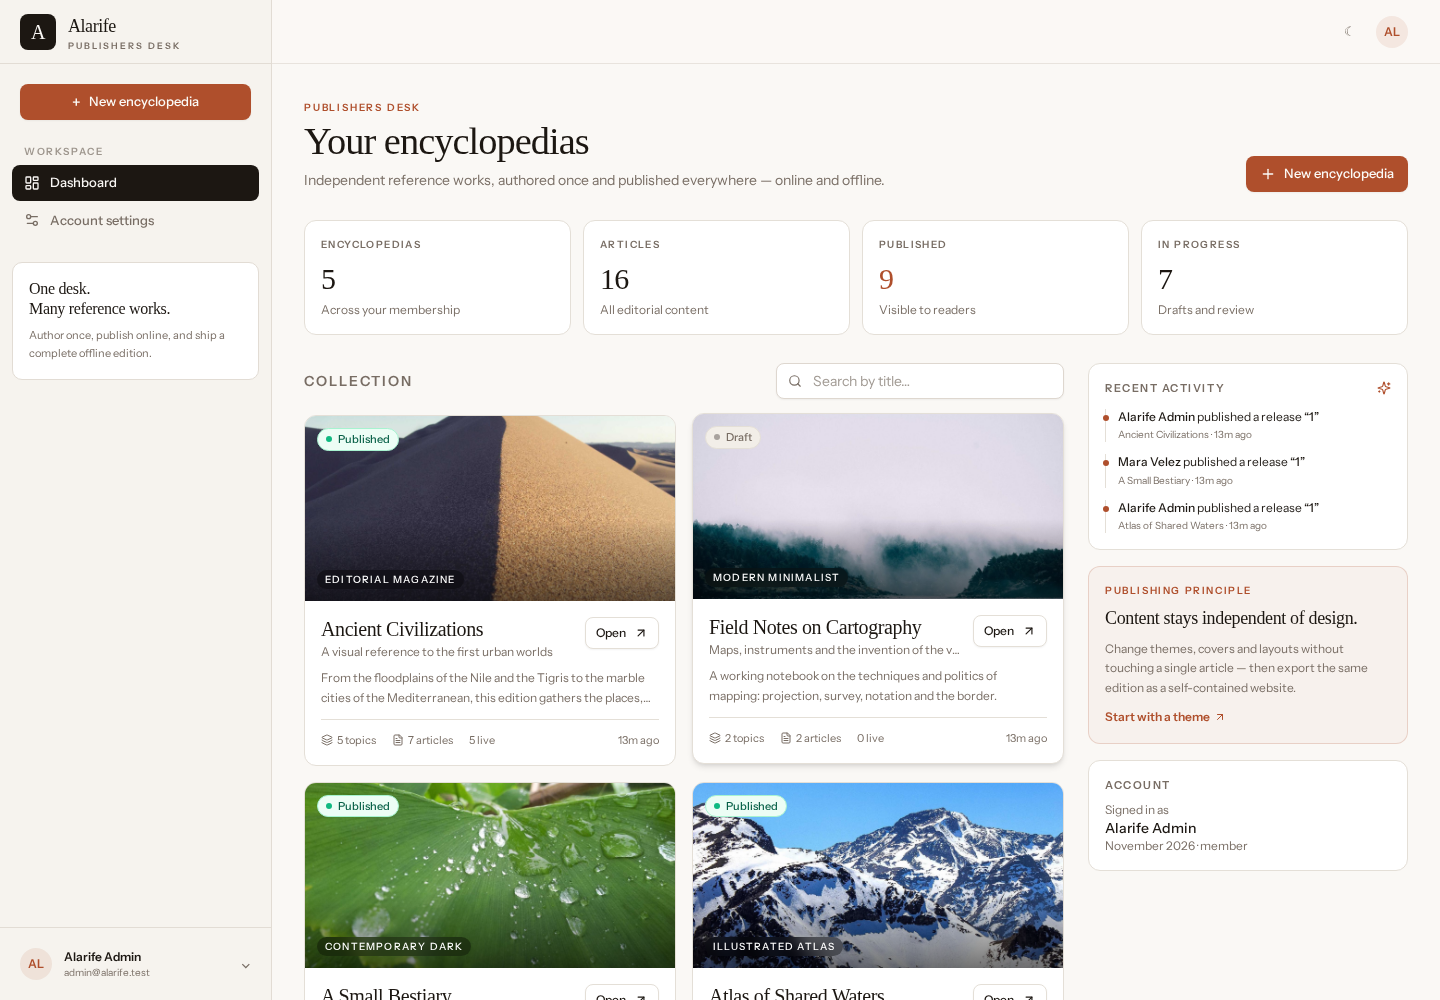 A
Alarife
PUBLISHERS DESK
+ New encyclopedia
WORKSPACE
Dashboard
Account settings
One desk.
Many reference works.
Author once, publish online, and ship a
complete offline edition.
AL
Alarife Admin
admin@alarife.test
AL
PUBLISHERS DESK
Your encyclopedias
Independent reference works, authored once and published everywhere — online and offline.
+ New encyclopedia
ENCYCLOPEDIAS
5
Across your membership
ARTICLES
16
All editorial content
PUBLISHED
9
Visible to readers
IN PROGRESS
7
Drafts and review
COLLECTION
Search by title...
Published
EDITORIAL MAGAZINE
Ancient Civilizations
Open
A visual reference to the first urban worlds
From the floodplains of the Nile and the Tigris to the marble
cities of the Mediterranean, this edition gathers the places,...
5 topics 7 articles 5 live 13m ago
Draft
MODERN MINIMALIST
Field Notes on Cartography
Open
Maps, instruments and the invention of the v...
A working notebook on the techniques and politics of
mapping: projection, survey, notation and the border.
2 topics 2 articles 0 live 13m ago
Published
CONTEMPORARY DARK
A Small Bestiary
Open
Published
ILLUSTRATED ATLAS
Atlas of Shared Waters
Open
RECENT ACTIVITY
Alarife Admin published a release “1”
Ancient Civilizations · 13m ago
Mara Velez published a release “1”
A Small Bestiary · 13m ago
Alarife Admin published a release “1”
Atlas of Shared Waters · 13m ago
PUBLISHING PRINCIPLE
Content stays independent of design.
Change themes, covers and layouts without
touching a single article — then export the same
edition as a self-contained website.
Start with a theme
ACCOUNT
Signed in as
Alarife Admin
November 2026 · member